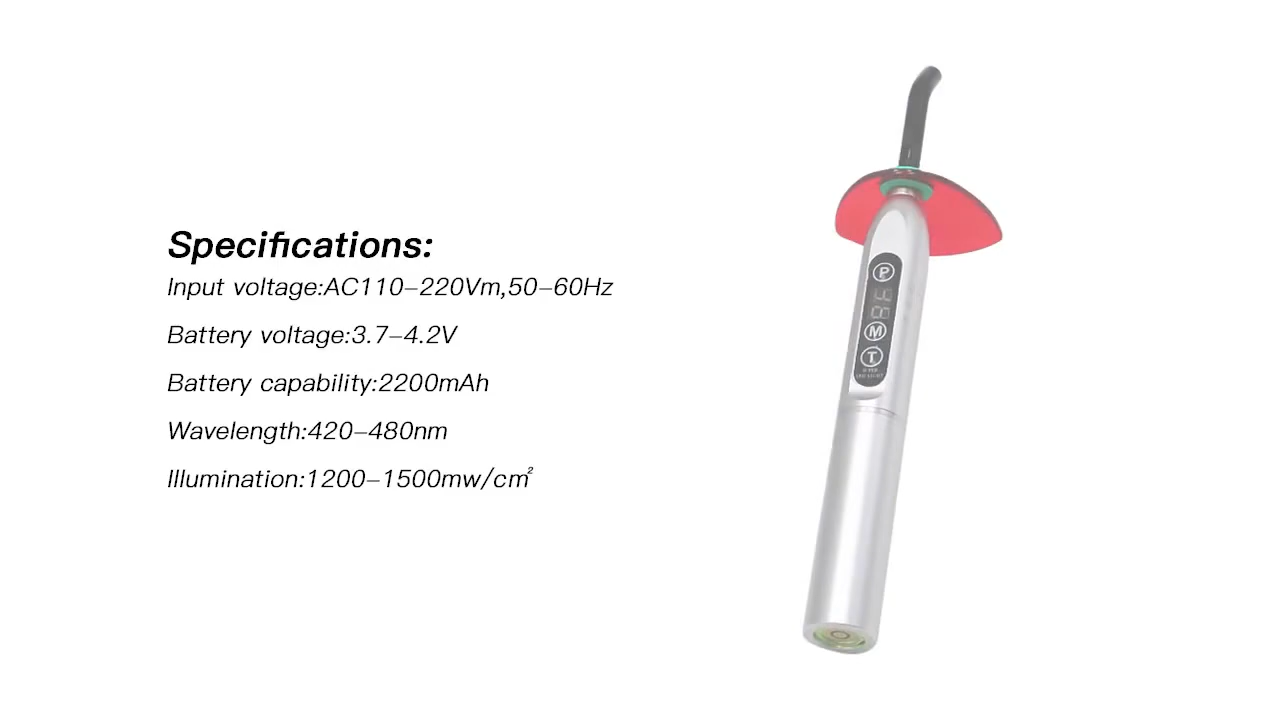 Specifications:
Input voltage:AC110-220Vm,50-60Hz
Battery voltage:3.7-4.2V
Battery capability:2200mAh
Wavelength:420-480nm
Illumination:1200-1500mw/cm²
P
M
T